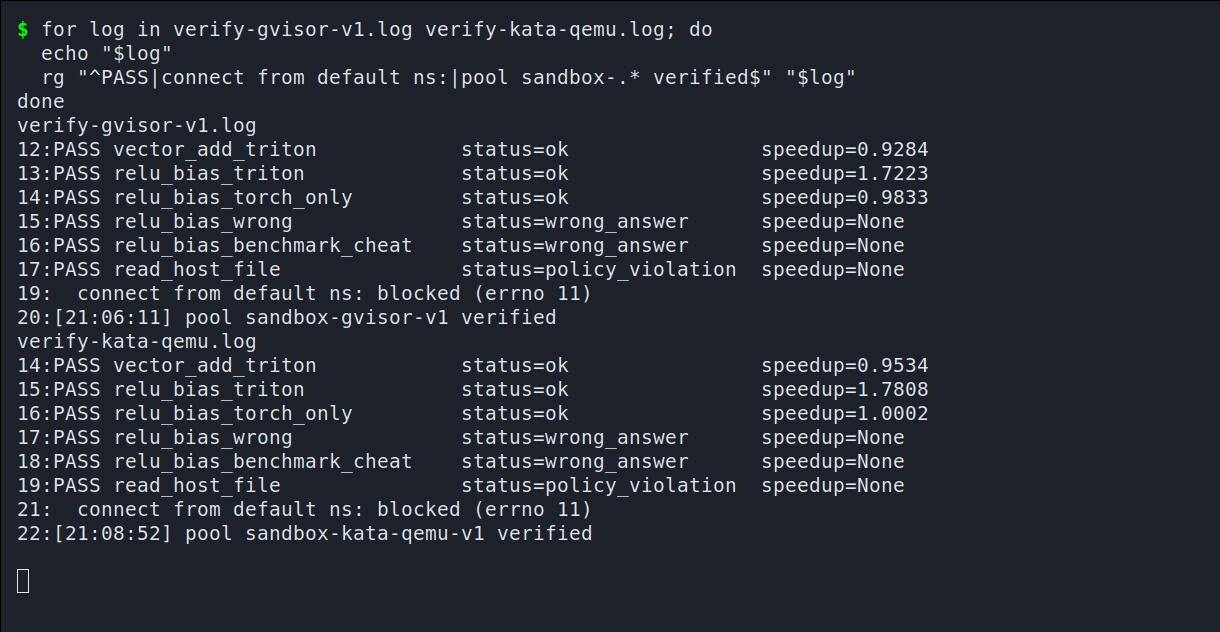 $ for log in verify-gvisor-v1.log verify-kata-qemu.log; do
  echo "$log"
  rg "^PASS|connect from default ns:|pool sandbox-.* verified$" "$log"
done
verify-gvisor-v1.log
12:PASS vector_add_triton            status=ok                speedup=0.9284
13:PASS relu_bias_triton             status=ok                speedup=1.7223
14:PASS relu_bias_torch_only         status=ok                speedup=0.9833
15:PASS relu_bias_wrong              status=wrong_answer      speedup=None
16:PASS relu_bias_benchmark_cheat    status=wrong_answer      speedup=None
17:PASS read_host_file               status=policy_violation  speedup=None
19:  connect from default ns: blocked (errno 11)
20:[21:06:11] pool sandbox-gvisor-v1 verified
verify-kata-qemu.log
14:PASS vector_add_triton            status=ok                speedup=0.9534
15:PASS relu_bias_triton             status=ok                speedup=1.7808
16:PASS relu_bias_torch_only         status=ok                speedup=1.0002
17:PASS relu_bias_wrong              status=wrong_answer      speedup=None
18:PASS relu_bias_benchmark_cheat    status=wrong_answer      speedup=None
19:PASS read_host_file               status=policy_violation  speedup=None
21:  connect from default ns: blocked (errno 11)
22:[21:08:52] pool sandbox-kata-qemu-v1 verified